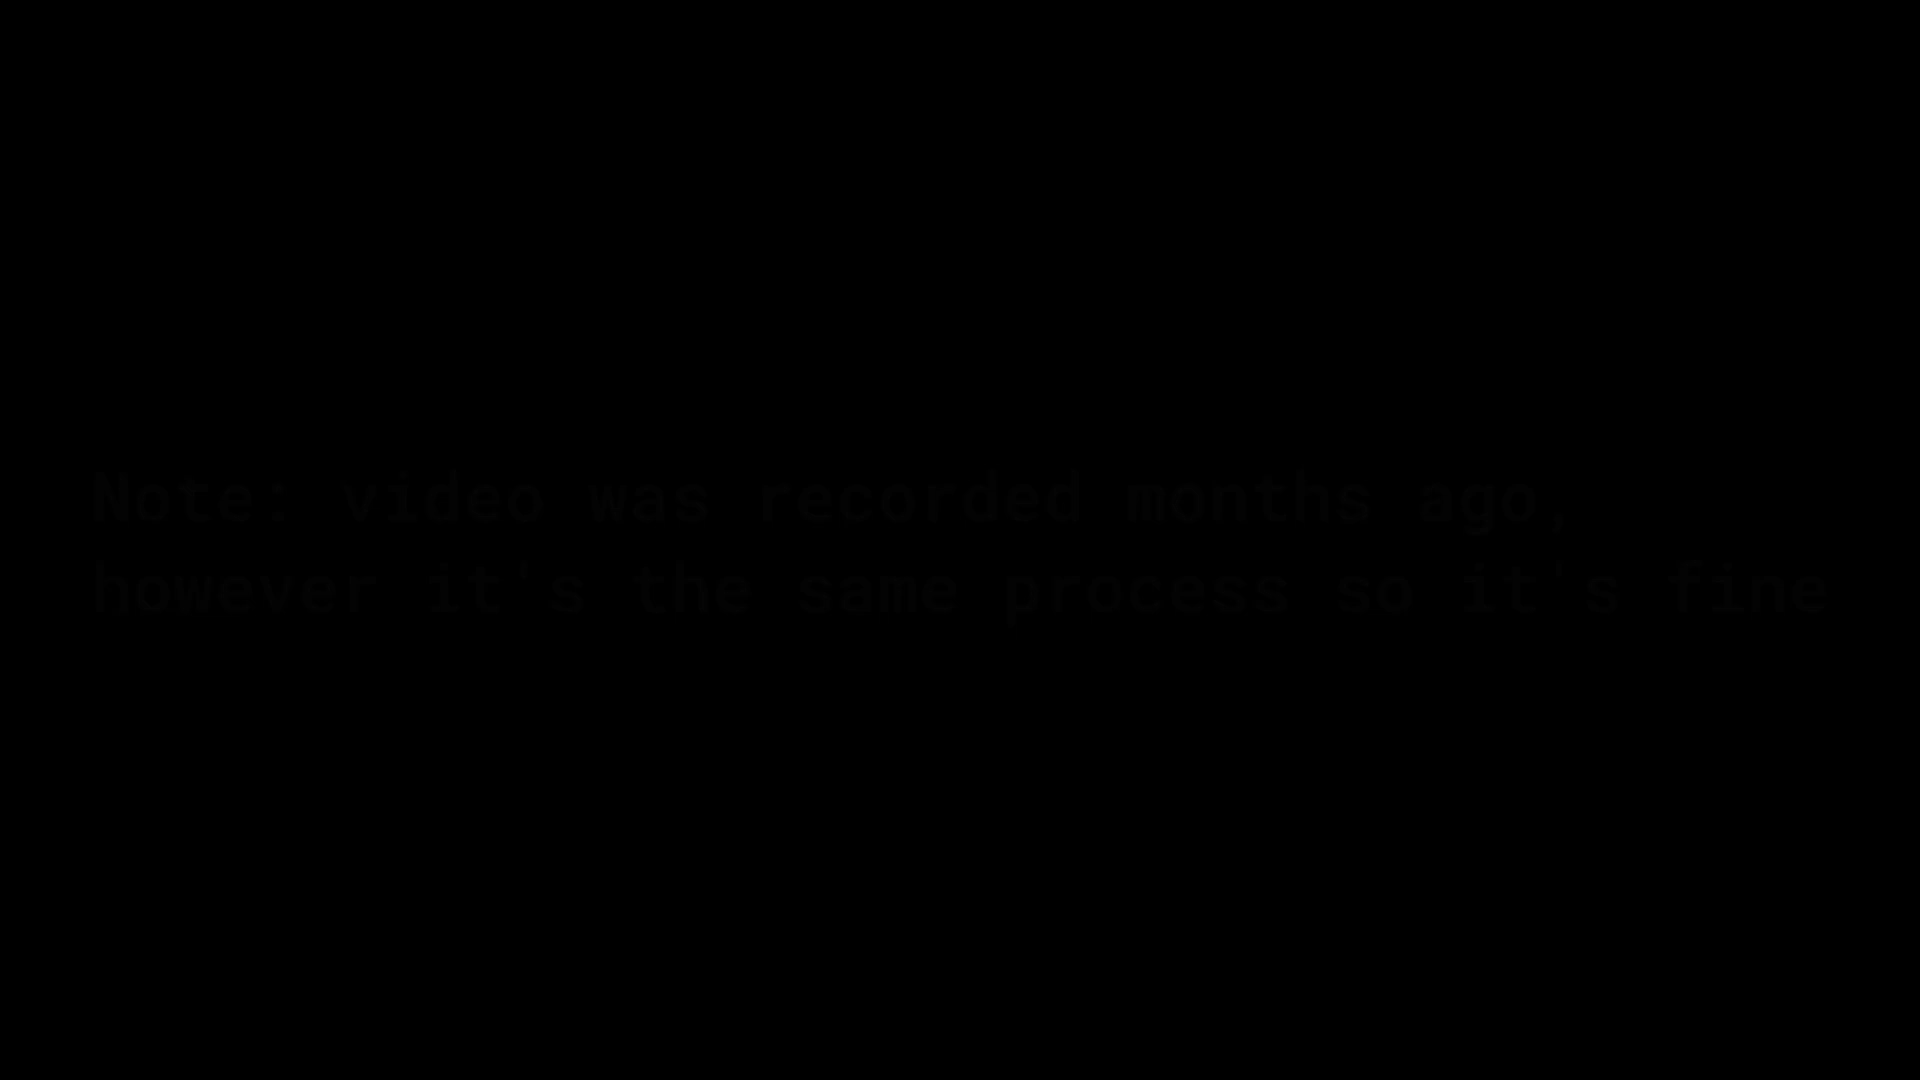 Note: video was recorded months ago,
however it's the same process so it's fine